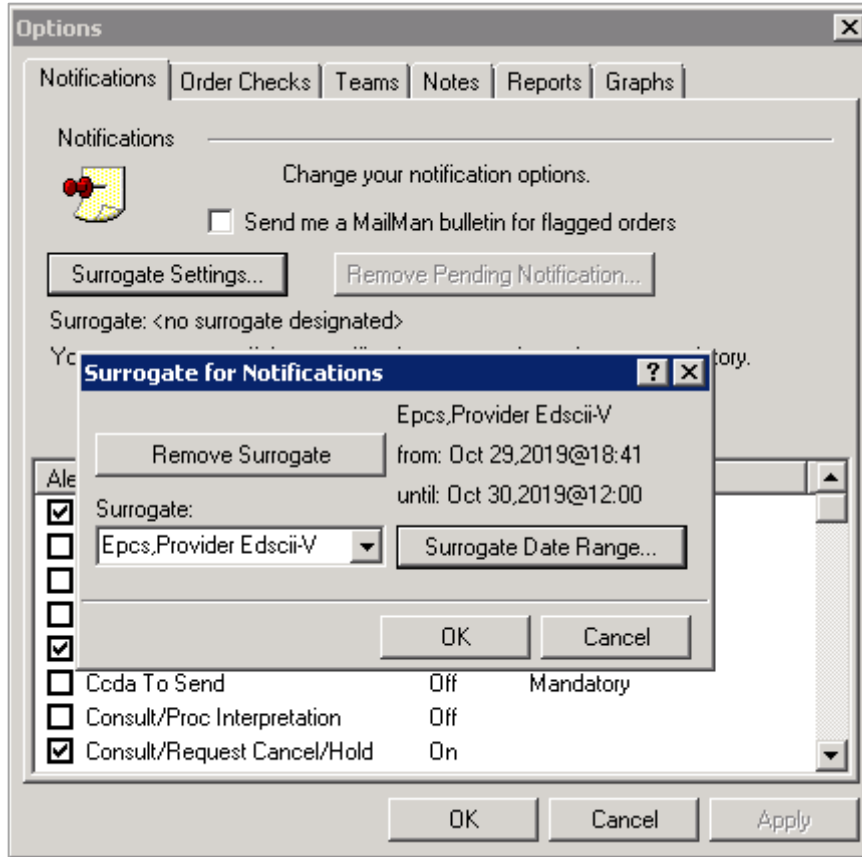 Options
Notifications Order Checks Teams Notes Reports Graphs
Notifications
Change your notification options.
Send me a MailMan bulletin for flagged orders
Surrogate Settings... Remove Pending Notification...
Surrogate: <no surrogate designated>
Surrogate for Notifications ?
Epcs,Provider Edscii-V
Remove Surrogate from: Oct 29,2019@18:41
until: Oct 30,2019@12:00
Surrogate:
Epcs,Provider Edscii-V Surrogate Date Range...
OK Cancel
Ccda To Send Off Mandatory
Consult/Proc Interpretation Off
Consult/Request Cancel/Hold On
OK Cancel Apply